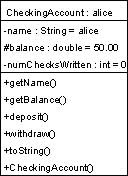 CheckingAccount : alice
-name : String = alice
#balance : double = 50.00
-numChecksWritten : int = 0
+getName()
+getBalance()
+deposit()
+withdraw()
+toString()
+CheckingAccount()